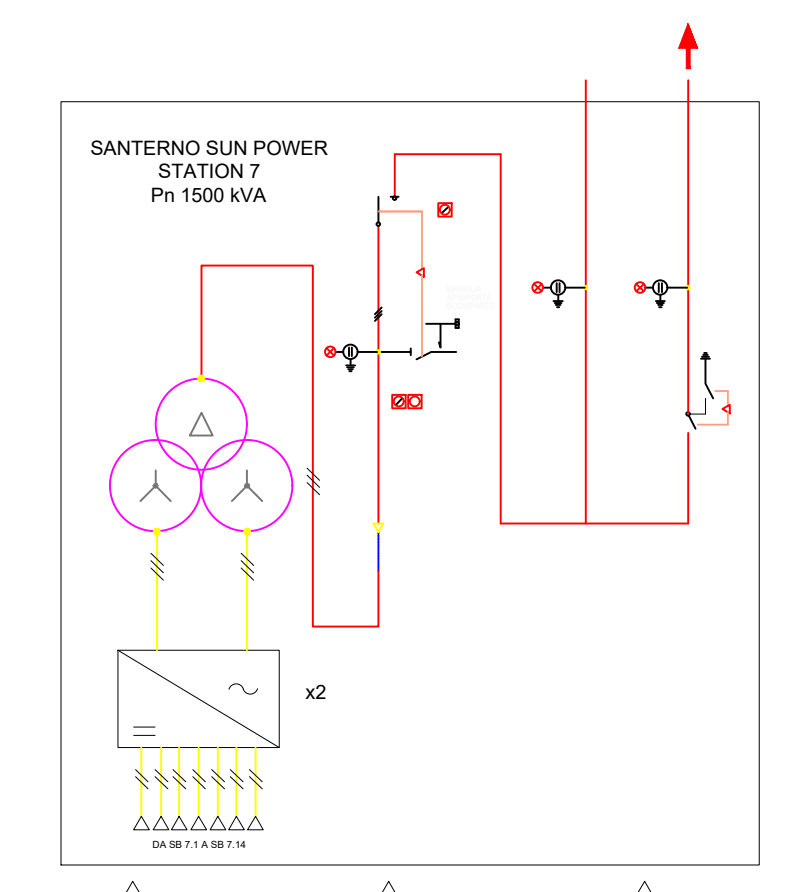 SANTERNO SUN POWER
STATION 7
Pn 1500 kVA
x2
DA SB 7.1 A SB 7.14